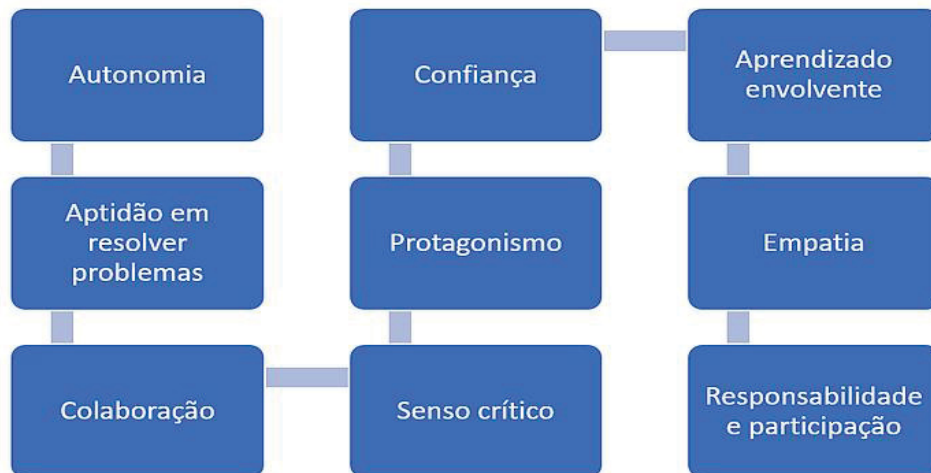 Autonomia
Aptidão em
resolver
problemas
Colaboração
Senso crítico
Protagonismo
Confiança
Aprendizado
envolvente
Empatia
Responsabilidade
e participação